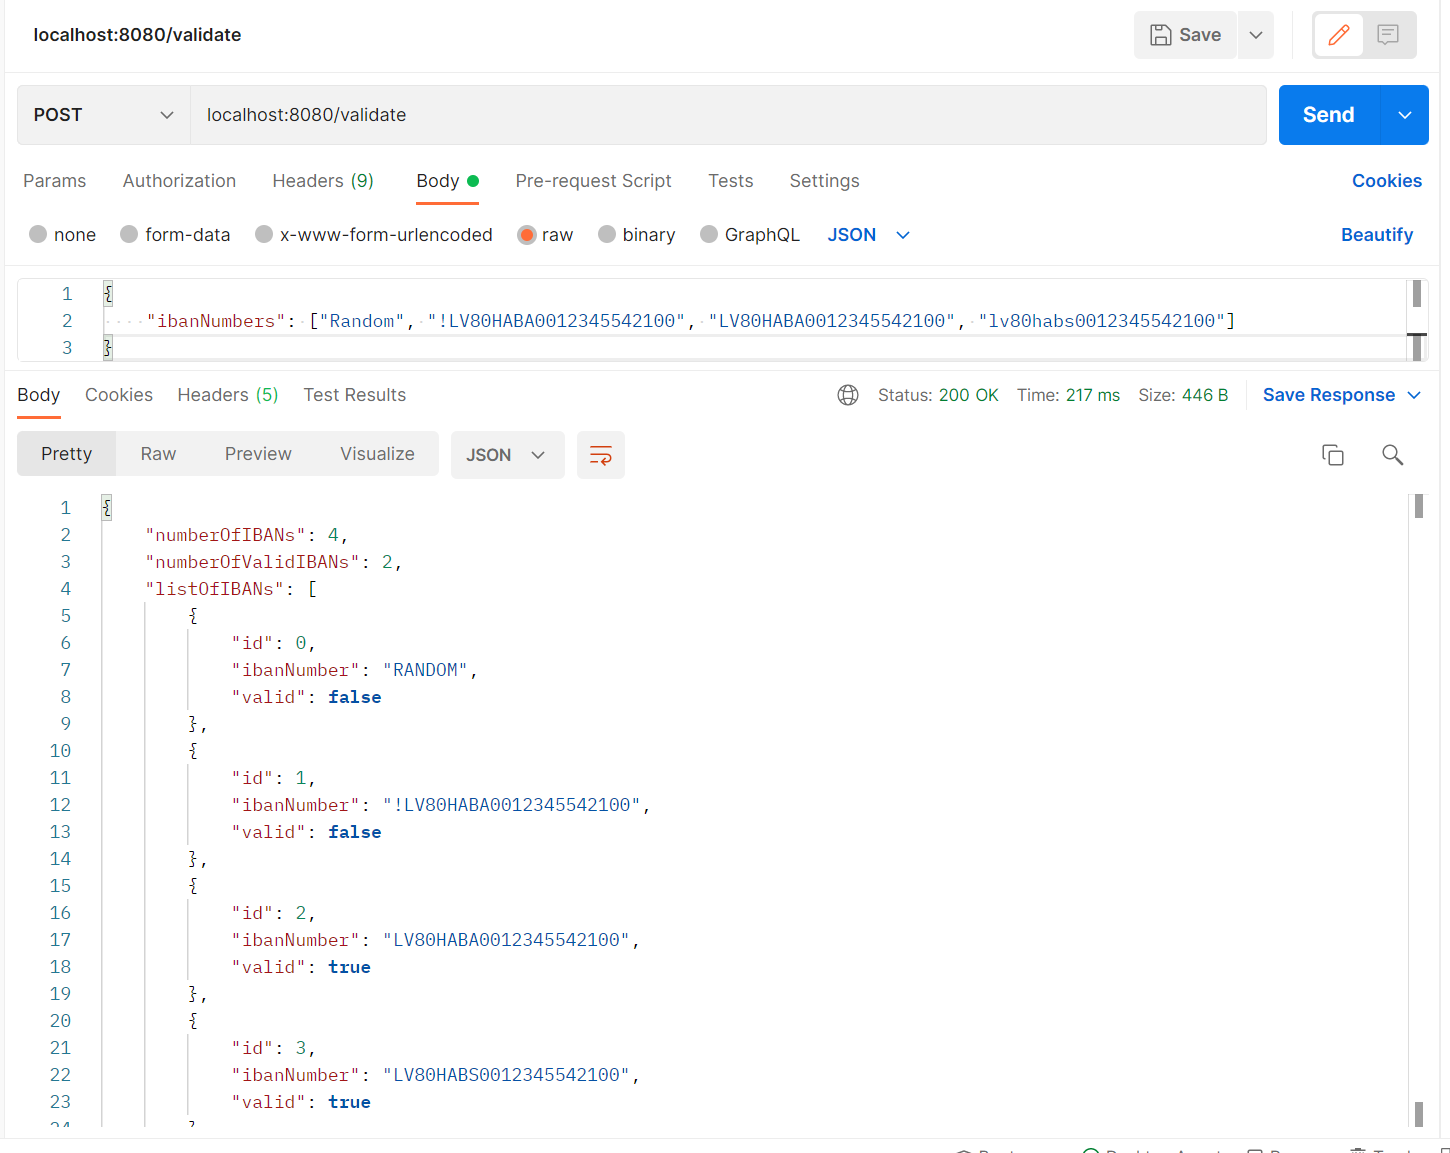 localhost:8080/validate
Save
POST
localhost:8080/validate
Send
Params Authorization Headers (9) Body Pre-request Script Tests Settings Cookies
none form-data x-www-form-urlencoded raw binary GraphQL JSON Beautify
1 {
2 "ibanNumbers": ["Random", "!LV80HABA0012345542100", "LV80HABA0012345542100", "lv80habs0012345542100"]
3 }
Body Cookies Headers (5) Test Results Status: 200 OK Time: 217 ms Size: 446 B Save Response
Pretty Raw Preview Visualize JSON
1 {
2 "numberOfIBANs": 4,
3 "numberOfValidIBANs": 2,
4 "listOfIBANs": [
5 {
6 "id": 0,
7 "ibanNumber": "RANDOM",
8 "valid": false
9 },
10 {
11 "id": 1,
12 "ibanNumber": "!LV80HABA0012345542100",
13 "valid": false
14 },
15 {
16 "id": 2,
17 "ibanNumber": "LV80HABA0012345542100",
18 "valid": true
19 },
20 {
21 "id": 3,
22 "ibanNumber": "LV80HABS0012345542100",
23 "valid": true